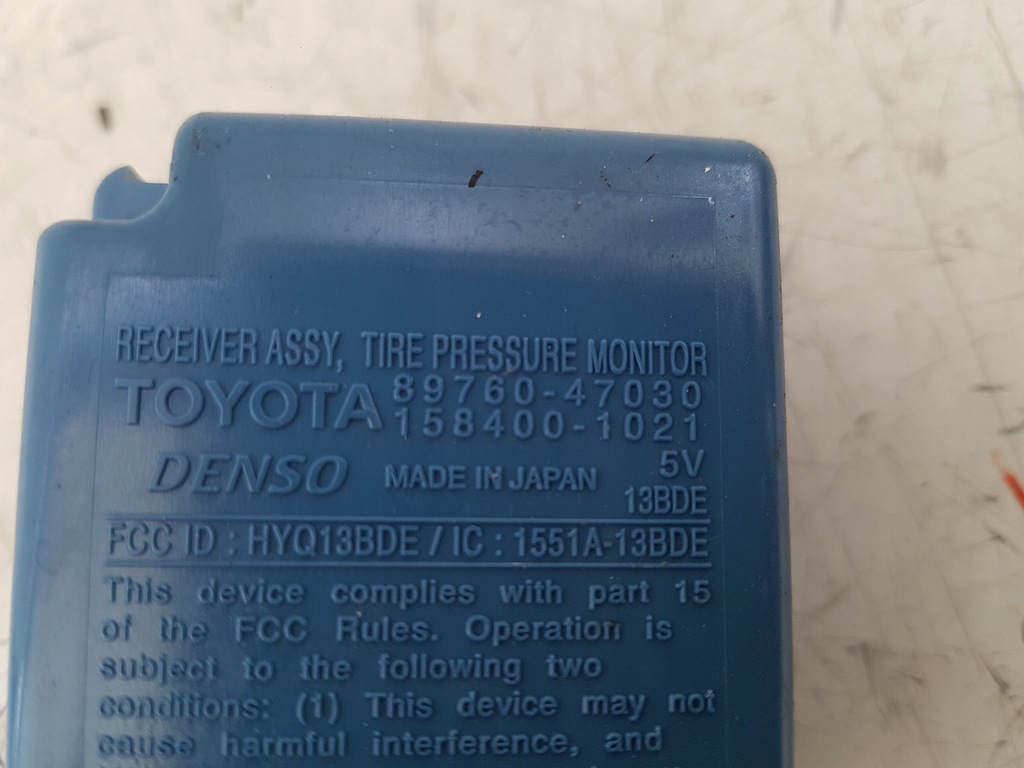 RECEIVER ASSY, TIRE PRESSURE MONITOR
TOYOTA 89760-47030
158400-1021
5V
DENSO MADE IN JAPAN
13BDE
FCC ID : HYQ13BDE / IC : 1551A-13BDE
This device complies with part 15
of the FCC Rules. Operation is
subject to the following two
conditions: (1) This device may not
cause harmful interference, and